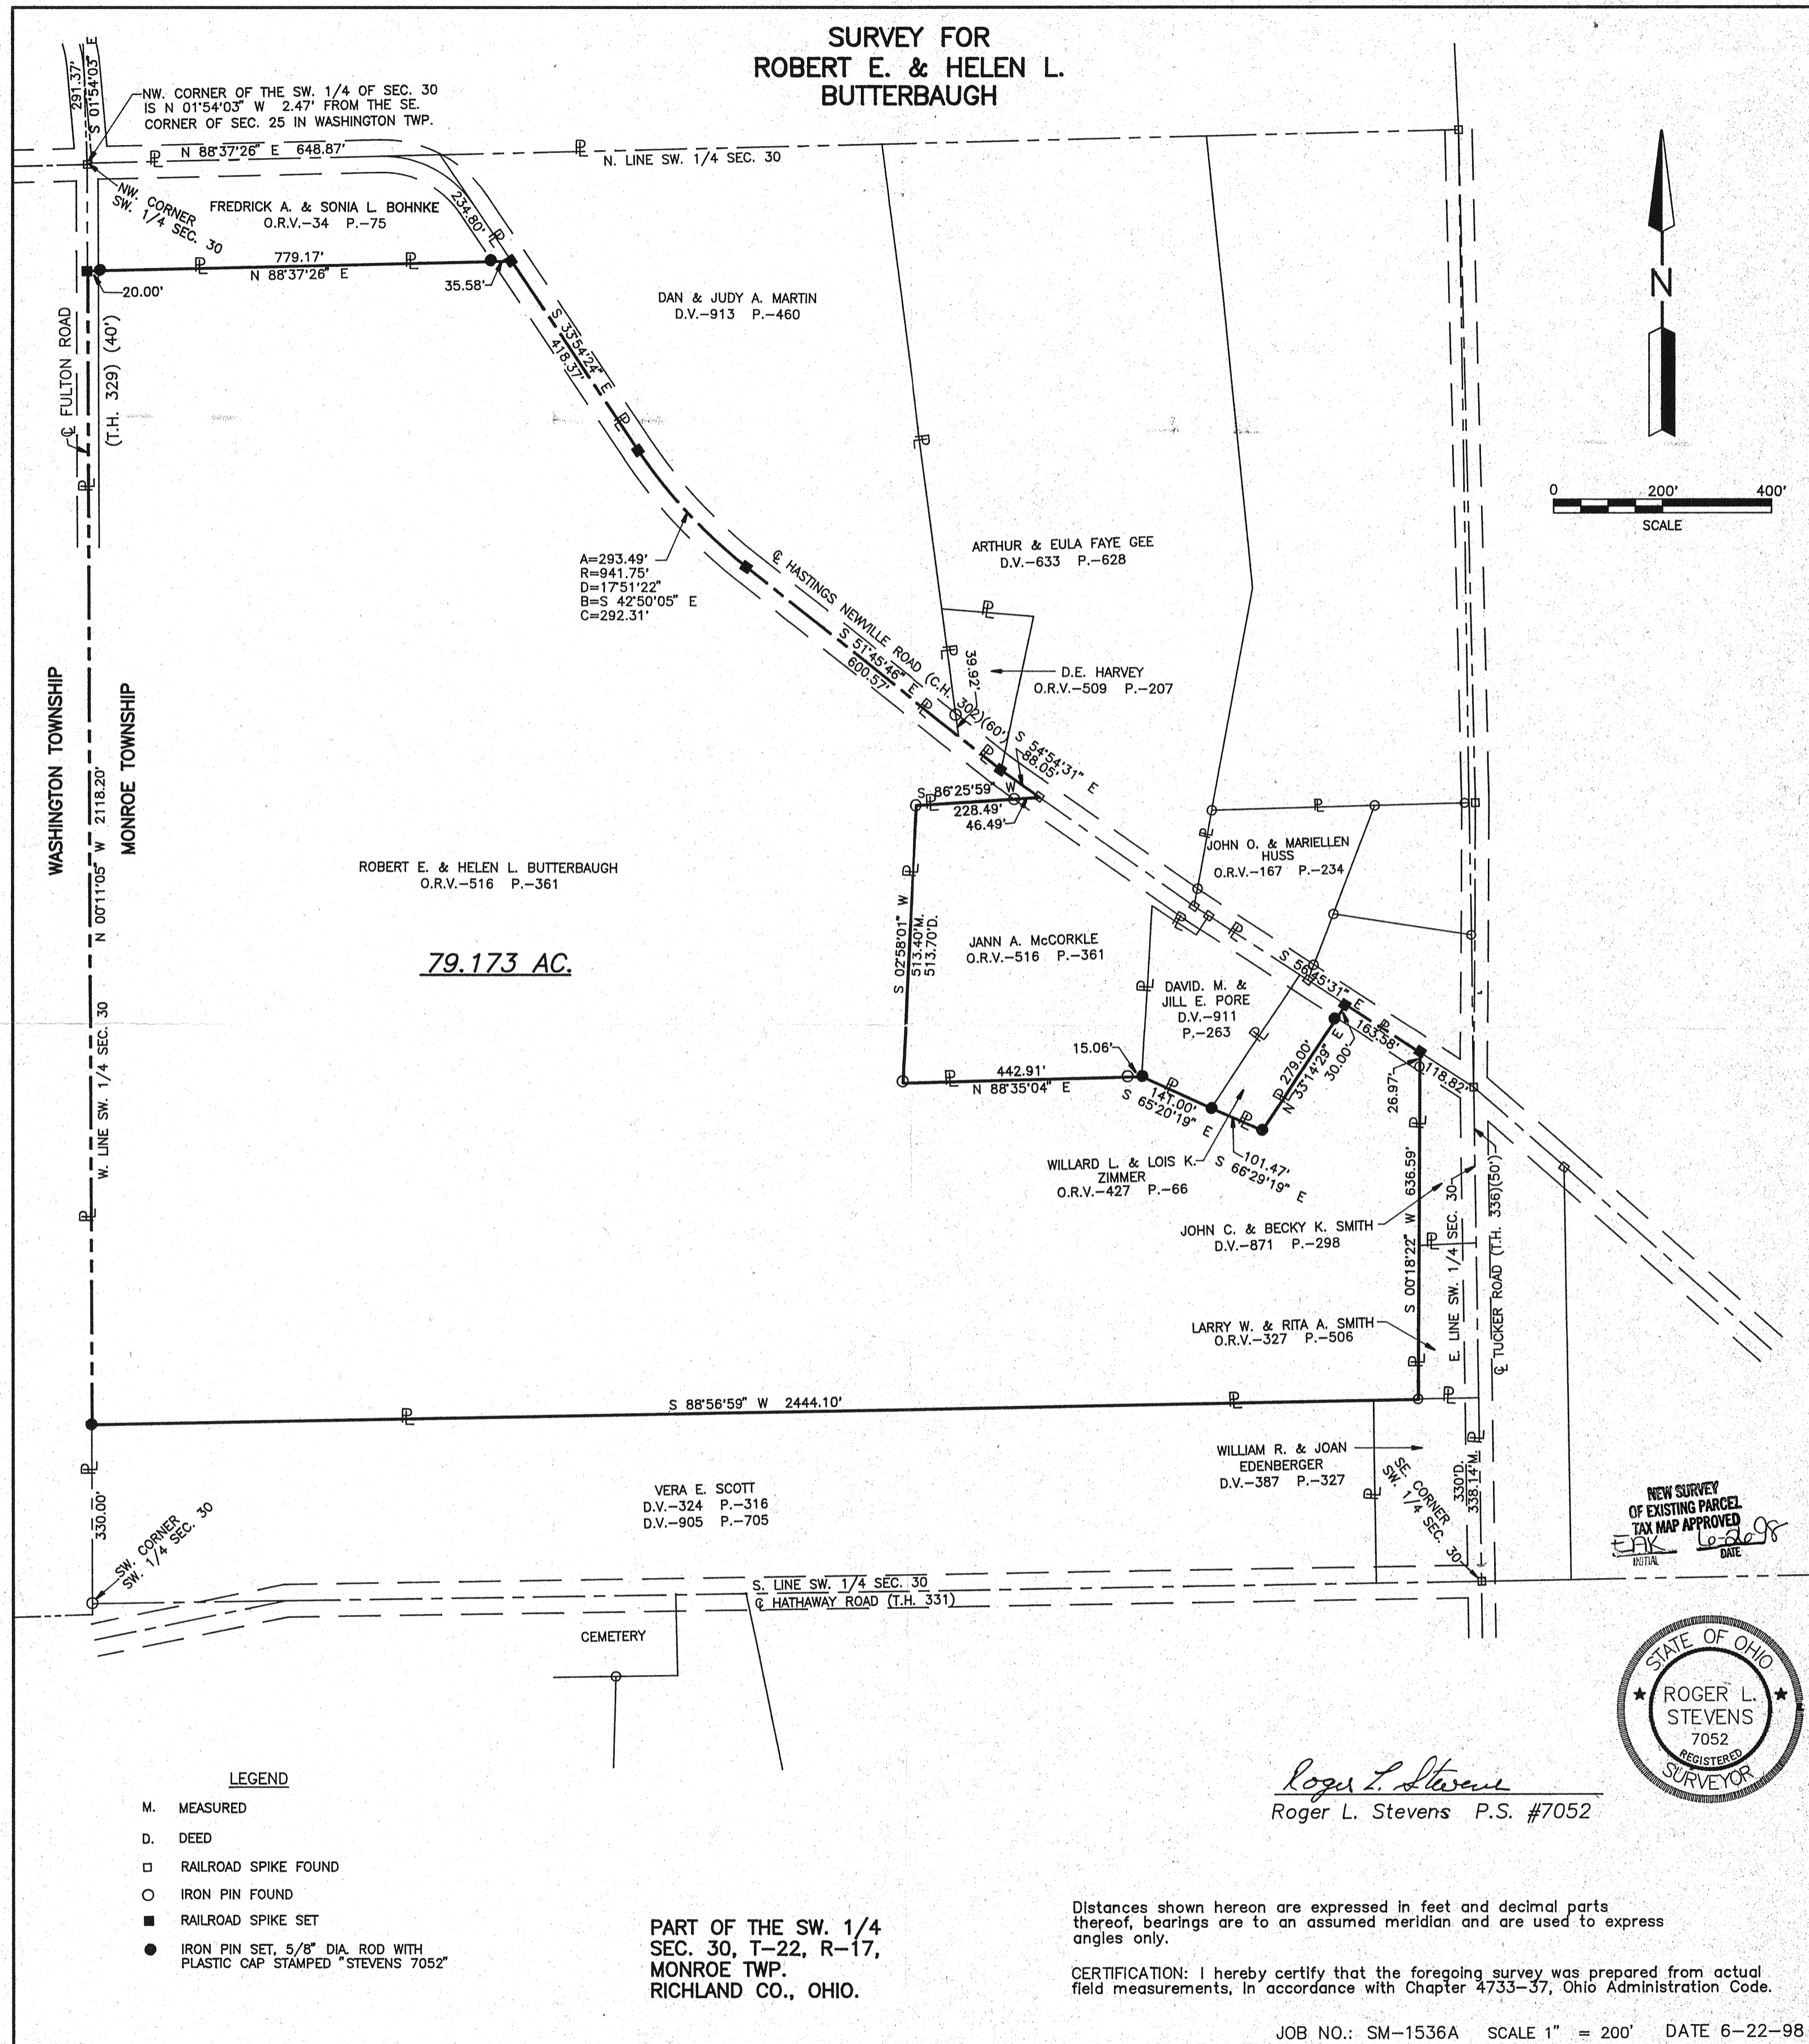 SURVEY FOR
ROBERT E. & HELEN L.
BUTTERBAUGH
291.37'
S 01°54'03" E
NW. CORNER OF THE SW. 1/4 OF SEC. 30
IS N 01°54'03" W 2.47' FROM THE SE.
CORNER OF SEC. 25 IN WASHINGTON TWP.
N 88°37'26" E 648.87'
N. LINE SW. 1/4 SEC. 30
NW. CORNER
SW. 1/4 SEC. 30
FREDRICK A. & SONIA L. BOHNKE
O.R.V.-34 P.-75
234.80'
779.17'
N 88°37'26" E
20.00'
35.58'
DAN & JUDY A. MARTIN
D.V.-913 P.-460
S 33°54'24" E
418.37'
℄ FULTON ROAD
(T.H. 329) (40')
N
0 200' 400'
SCALE
A=293.49'
R=941.75'
D=17°51'22"
B=S 42°50'05" E
C=292.31'
ARTHUR & EULA FAYE GEE
D.V.-633 P.-628
℄ HASTINGS NEWVILLE ROAD (C.H. 302)(60')
S 51°45'46" E
600.57'
39.92'
D.E. HARVEY
O.R.V.-509 P.-207
S 54°54'31" E
88.05'
S 86°25'59" W
228.49'
46.49'
WASHINGTON TOWNSHIP
MONROE TOWNSHIP
W. LINE SW. 1/4 SEC. 30 N 00°11'05" W 2118.20'
ROBERT E. & HELEN L. BUTTERBAUGH
O.R.V.-516 P.-361
79.173 AC.
JOHN O. & MARIELLEN
HUSS
O.R.V.-167 P.-234
S 02°58'01" W
513.40'M.
513.70'D.
JANN A. McCORKLE
O.R.V.-516 P.-361
DAVID. M. &
JILL E. PORE
D.V.-911
P.-263
S 56°45'31" E
163.58'
118.82'
15.06'
442.91'
N 88°35'04" E
141.00'
S 65°20'19" E
279.00'
N 33°14'29" E
30.00'
26.97'
101.47'
S 66°29'19" E
WILLARD L. & LOIS K.
ZIMMER
O.R.V.-427 P.-66
JOHN C. & BECKY K. SMITH
D.V.-871 P.-298
S 00°18'22" W 636.59'
E. LINE SW. 1/4 SEC. 30
℄ TUCKER ROAD (T.H. 336)(50')
LARRY W. & RITA A. SMITH
O.R.V.-327 P.-506
S 88°56'59" W 2444.10'
WILLIAM R. & JOAN
EDENBERGER
D.V.-387 P.-327
330'D.
338.14'M.
SE. CORNER
SW. 1/4 SEC. 30
VERA E. SCOTT
D.V.-324 P.-316
D.V.-905 P.-705
330.00'
SW. CORNER
SW. 1/4 SEC. 30
NEW SURVEY
OF EXISTING PARCEL
TAX MAP APPROVED
EAK 6-26-98
INITIAL DATE
S. LINE SW. 1/4 SEC. 30
℄ HATHAWAY ROAD (T.H. 331)
CEMETERY
STATE OF OHIO
ROGER L.
STEVENS
7052
REGISTERED
SURVEYOR
Roger L. Stevens
Roger L. Stevens P.S. #7052
LEGEND
M. MEASURED
D. DEED
RAILROAD SPIKE FOUND
IRON PIN FOUND
RAILROAD SPIKE SET
IRON PIN SET, 5/8" DIA. ROD WITH
PLASTIC CAP STAMPED "STEVENS 7052"
PART OF THE SW. 1/4
SEC. 30, T-22, R-17,
MONROE TWP.
RICHLAND CO., OHIO.
Distances shown hereon are expressed in feet and decimal parts
thereof, bearings are to an assumed meridian and are used to express
angles only.
CERTIFICATION: I hereby certify that the foregoing survey was prepared from actual
field measurements, in accordance with Chapter 4733-37, Ohio Administration Code.
JOB NO.: SM-1536A SCALE 1" = 200' DATE 6-22-98